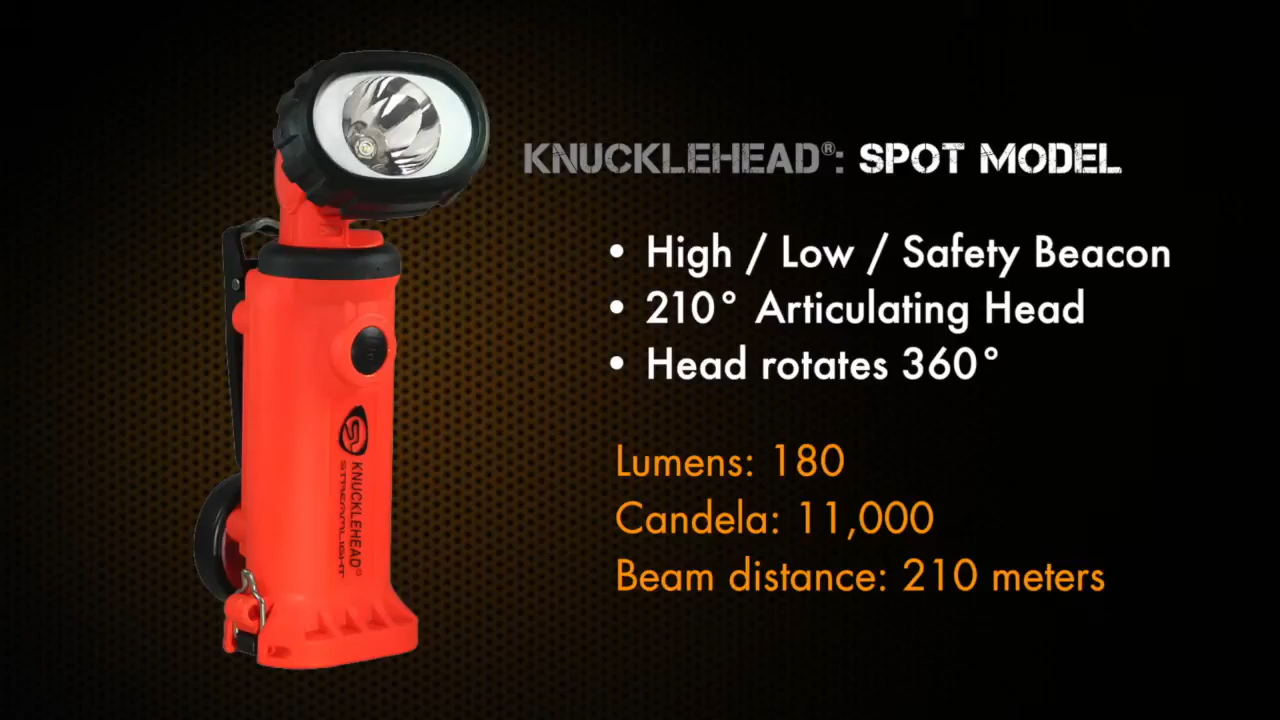 KNUCKLEHEAD®: SPOT MODEL
• High / Low / Safety Beacon
• 210° Articulating Head
• Head rotates 360°
Lumens: 180
Candela: 11,000
Beam distance: 210 meters
KNUCKLEHEAD®
STREAMLIGHT